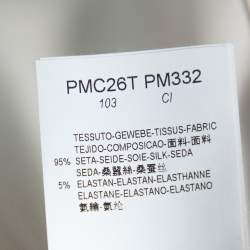 PMC26T PM332
103 CI
TESSUTO-GEWEBE-TISSUS-FABRIC
TEJIDO-COMPOSICAO-面料-面料
95% SETA-SEIDE-SOIE-SILK-SEDA
SEDA-桑蠶絲-桑蚕丝
5% ELASTAN-ELASTAN-ELASTHANNE
ELASTANE-ELASTANO-ELASTANO
氨綸-氨纶